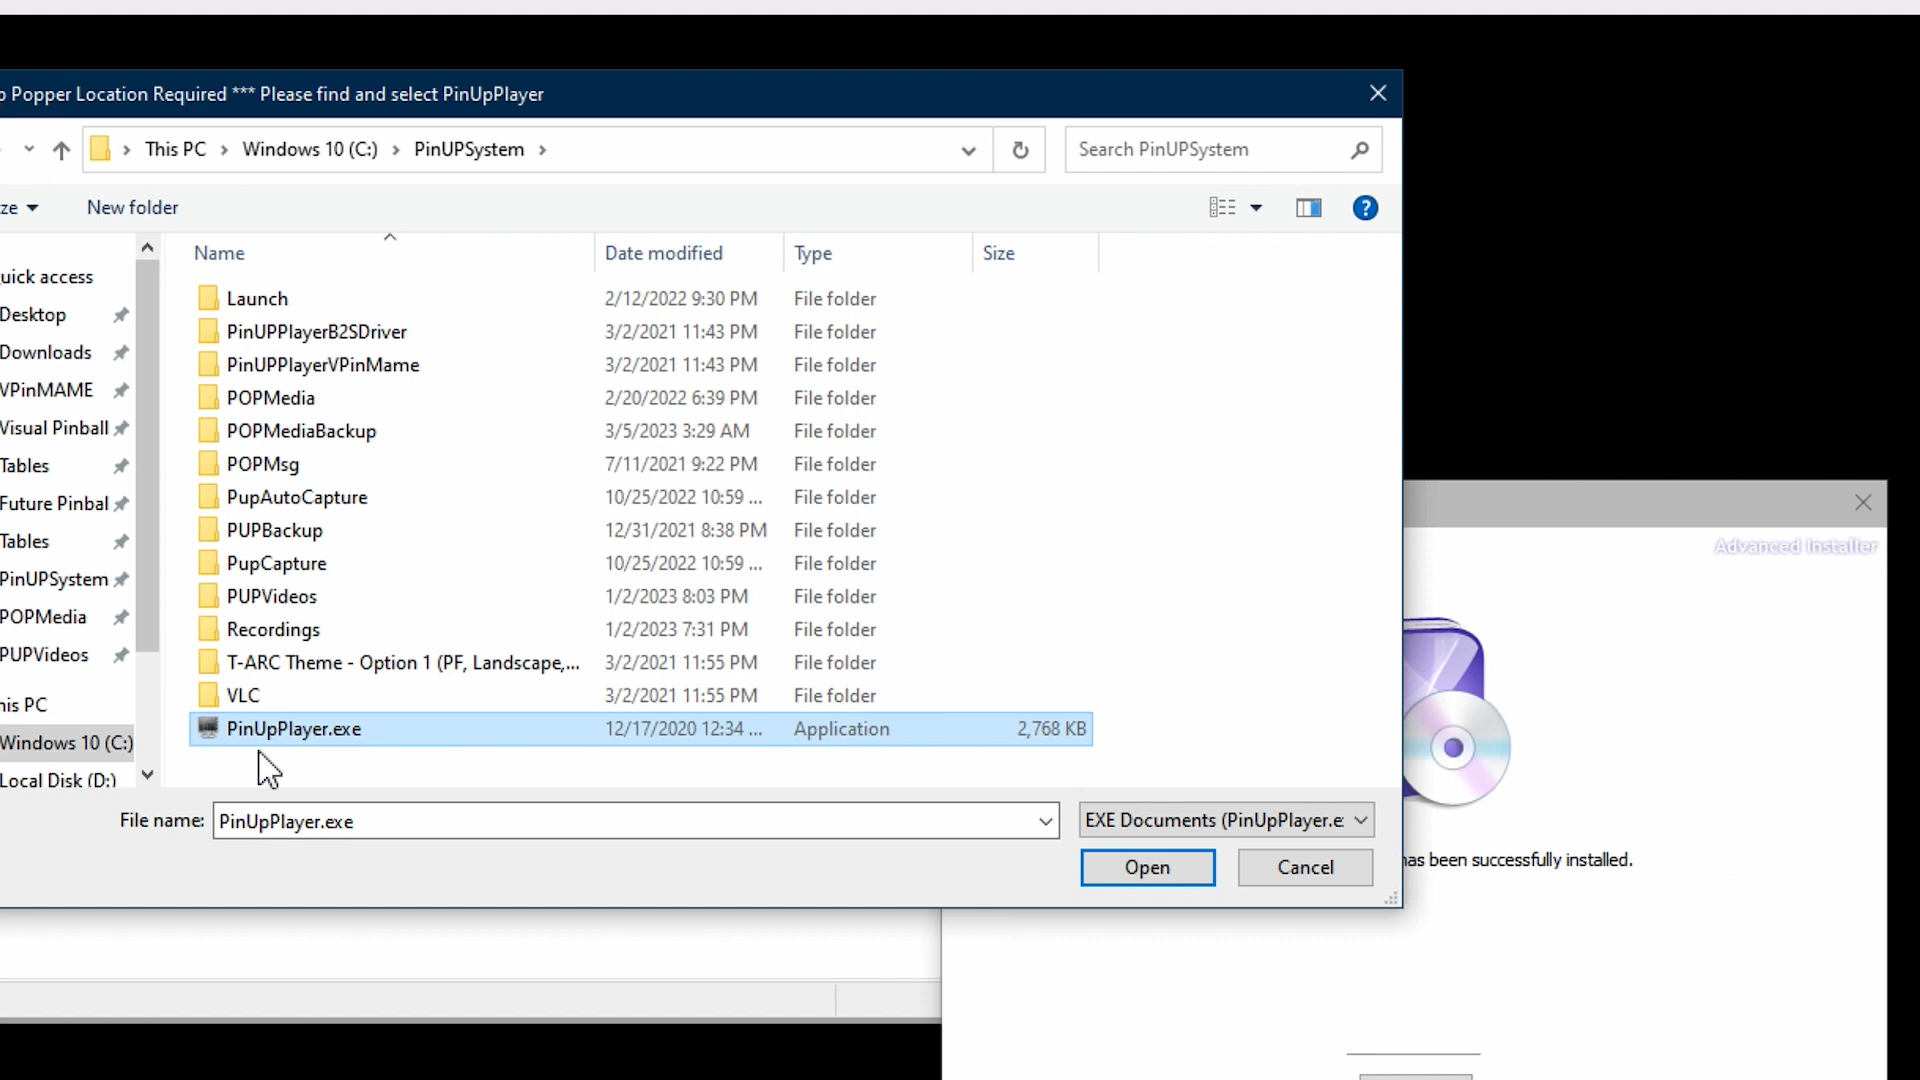 Popper Location Required *** Please find and select PinUpPlayer
This PC > Windows 10 (C:) > PinUPSystem >
Search PinUPSystem
ze
New folder
Name
Date modified
Type
Size
uick access
Desktop
Downloads
VPinMAME
Visual Pinball
Tables
Future Pinbal
Tables
PinUPSystem
POPMedia
PUPVideos
his PC
Windows 10 (C:)
Local Disk (D:)
Launch 2/12/2022 9:30 PM File folder
PinUPPlayerB2SDriver 3/2/2021 11:43 PM File folder
PinUPPlayerVPinMame 3/2/2021 11:43 PM File folder
POPMedia 2/20/2022 6:39 PM File folder
POPMediaBackup 3/5/2023 3:29 AM File folder
POPMsg 7/11/2021 9:22 PM File folder
PupAutoCapture 10/25/2022 10:59 ... File folder
PUPBackup 12/31/2021 8:38 PM File folder
PupCapture 10/25/2022 10:59 ... File folder
PUPVideos 1/2/2023 8:03 PM File folder
Recordings 1/2/2023 7:31 PM File folder
T-ARC Theme - Option 1 (PF, Landscape,... 3/2/2021 11:55 PM File folder
VLC 3/2/2021 11:55 PM File folder
PinUpPlayer.exe 12/17/2020 12:34 ... Application 2,768 KB
File name: PinUpPlayer.exe
EXE Documents (PinUpPlayer.e
Open
Cancel
Advanced Installer
has been successfully installed.